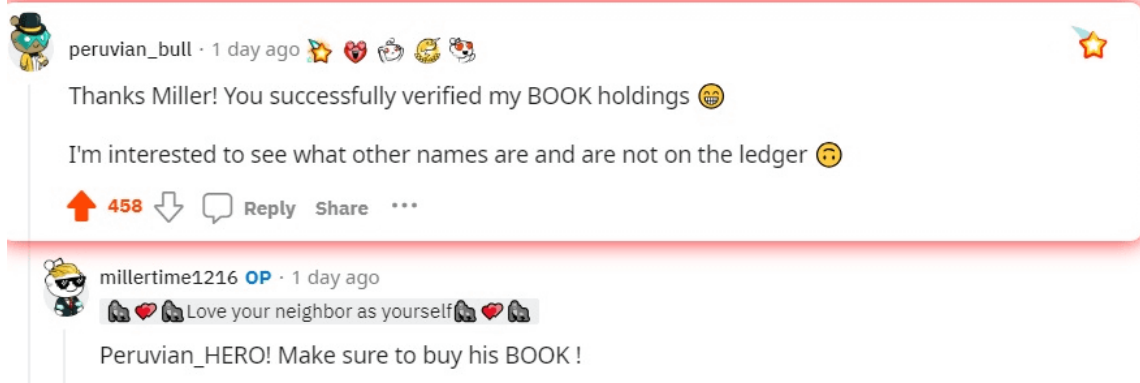 peruvian_bull · 1 day ago
Thanks Miller! You successfully verified my BOOK holdings 😁
I'm interested to see what other names are and are not on the ledger 🙃
458 Reply Share ···
millertime1216 OP · 1 day ago
🦍💞🦍Love your neighbor as yourself🦍💞🦍
Peruvian_HERO! Make sure to buy his BOOK !